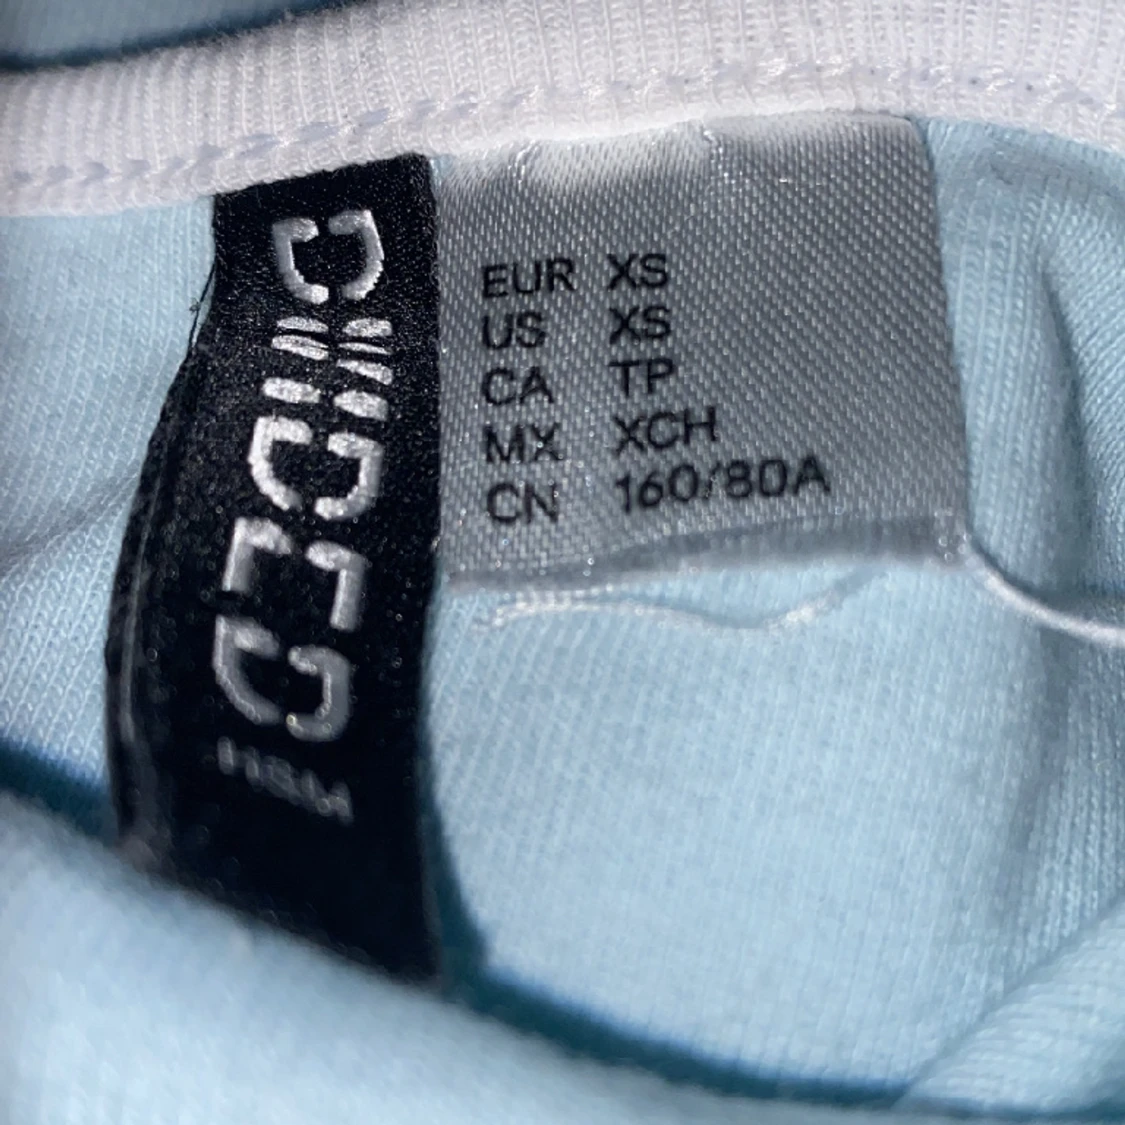 DIVIDED
H&M
EUR XS
US XS
CA TP
MX XCH
CN 160/80A